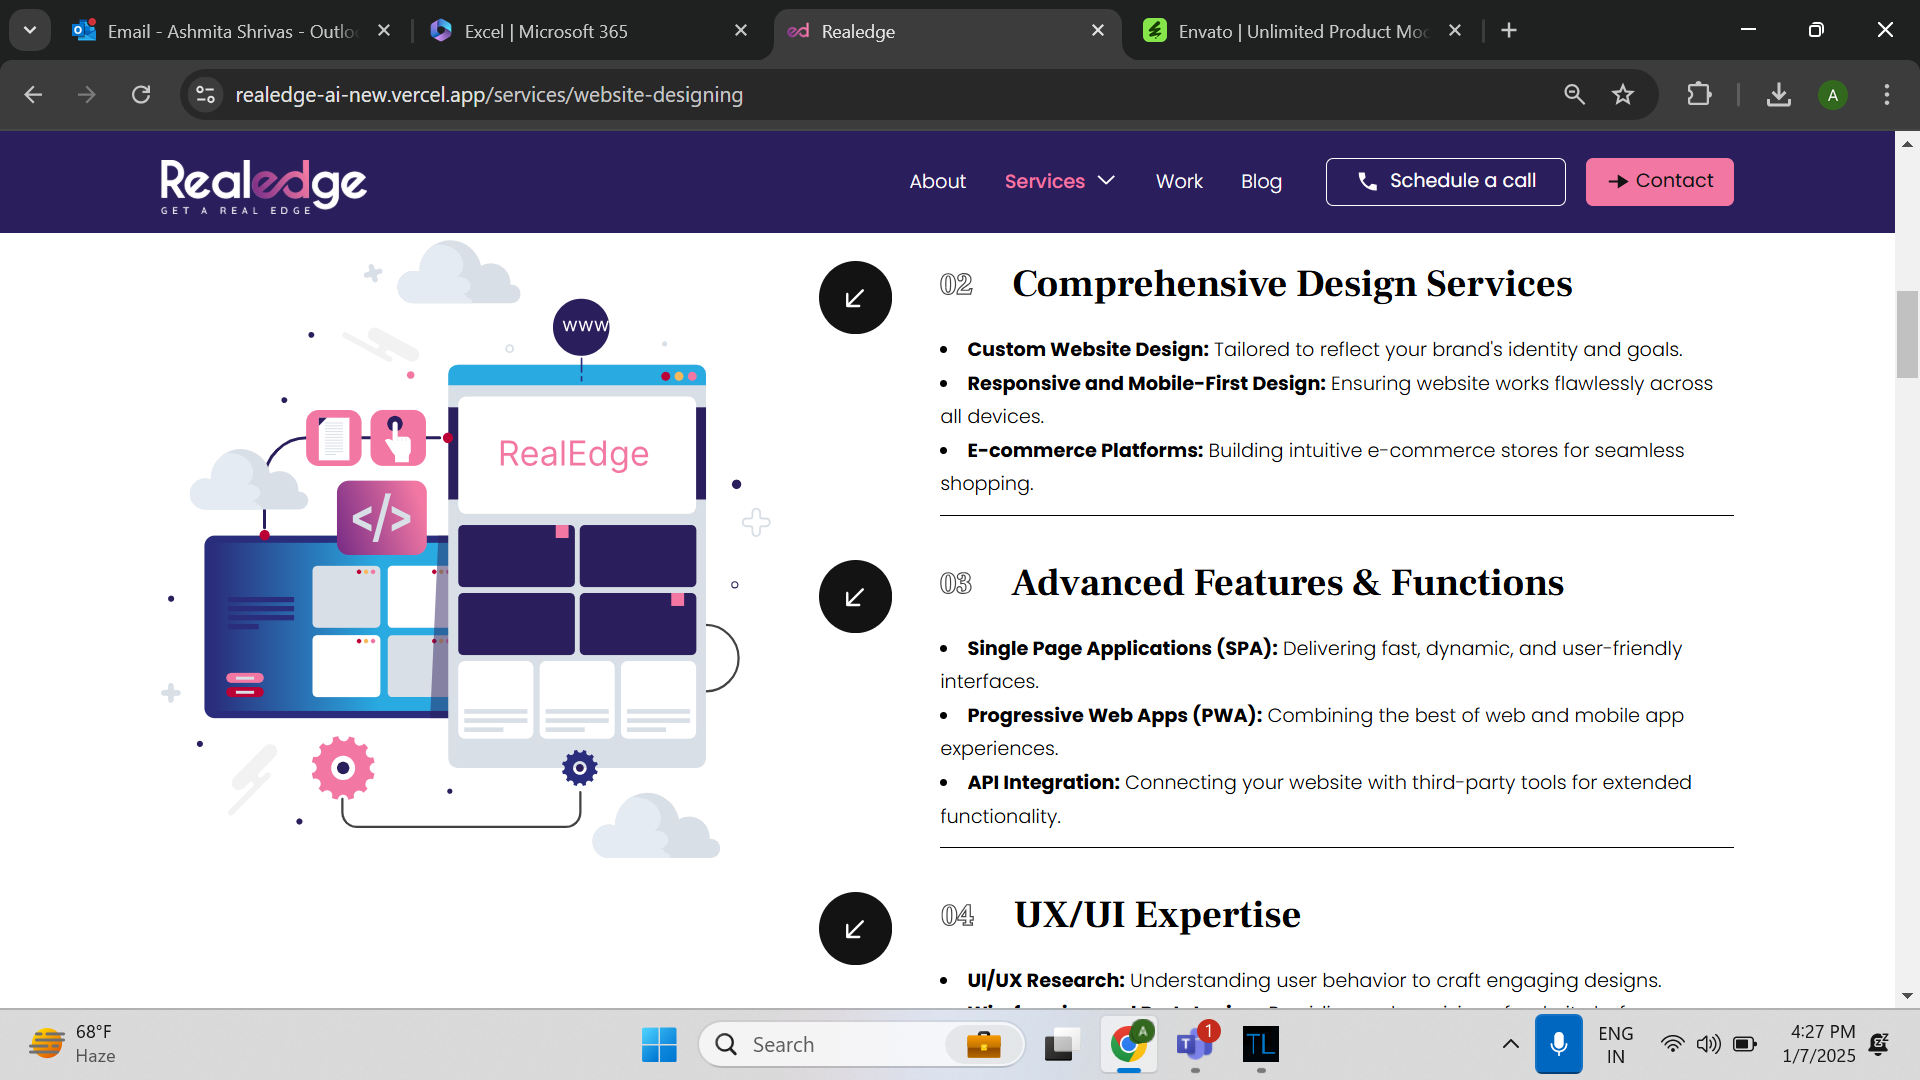 Email - Ashmita Shrivas - Outlo
Excel | Microsoft 365
Realedge
Envato | Unlimited Product Moc
realedge-ai-new.vercel.app/services/website-designing
A
Realedge
GET A REAL EDGE
About
Services
Work
Blog
Schedule a call
Contact
www
RealEdge
</>
02 Comprehensive Design Services
• Custom Website Design: Tailored to reflect your brand's identity and goals.
• Responsive and Mobile-First Design: Ensuring website works flawlessly across
all devices.
• E-commerce Platforms: Building intuitive e-commerce stores for seamless
shopping.
03 Advanced Features & Functions
• Single Page Applications (SPA): Delivering fast, dynamic, and user-friendly
interfaces.
• Progressive Web Apps (PWA): Combining the best of web and mobile app
experiences.
• API Integration: Connecting your website with third-party tools for extended
functionality.
04 UX/UI Expertise
• UI/UX Research: Understanding user behavior to craft engaging designs.
68°F
Haze
Search
A
1
TL
ENG
IN
4:27 PM
1/7/2025